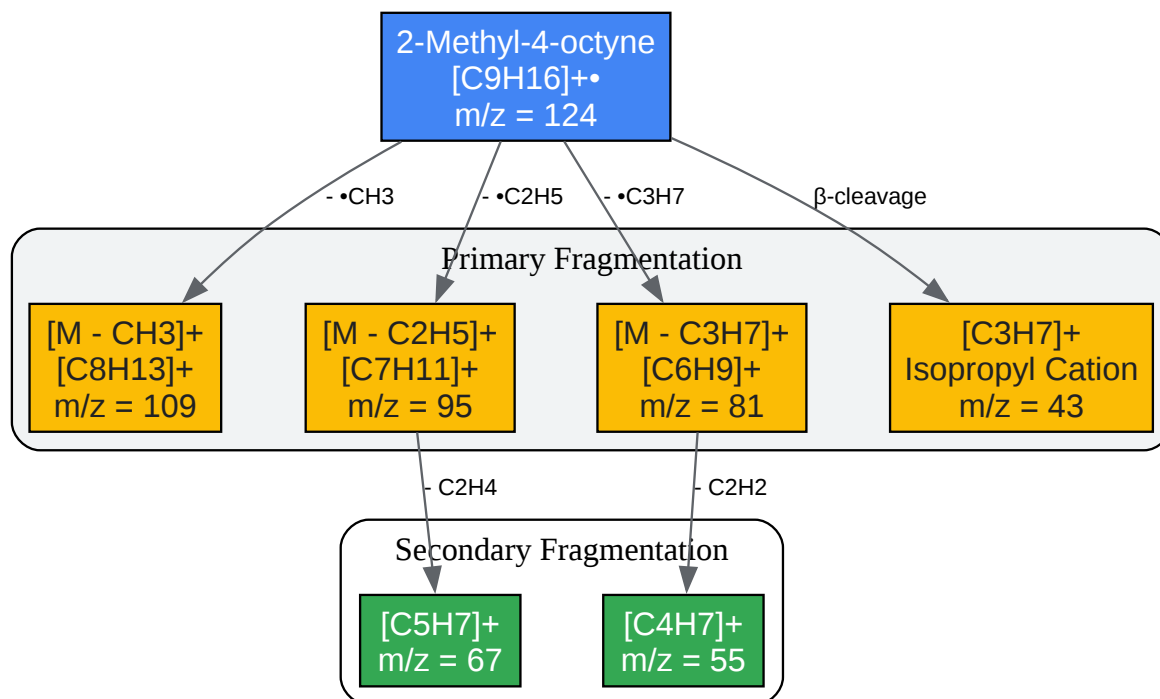 2-Methyl-4-octyne
[C9H16]+•
m/z = 124
- •CH3
- •C2H5
- •C3H7
β-cleavage
Primary Fragmentation
[M - CH3]+
[C8H13]+
m/z = 109
[M - C2H5]+
[C7H11]+
m/z = 95
[M - C3H7]+
[C6H9]+
m/z = 81
[C3H7]+
Isopropyl Cation
m/z = 43
- C2H4
- C2H2
Secondary Fragmentation
[C5H7]+
m/z = 67
[C4H7]+
m/z = 55